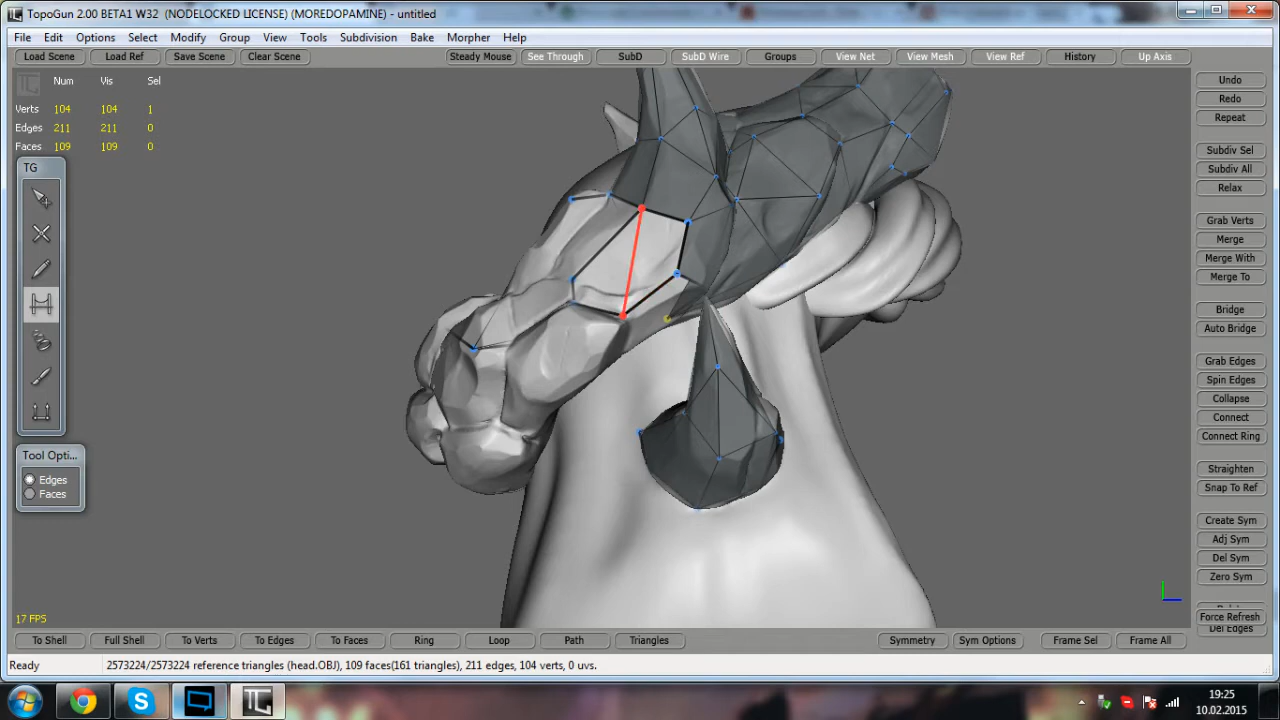 TopoGun 2.00 BETA1 W32 (NODELOCKED LICENSE) (MOREDOPAMINE) - untitled
File Edit Options Select Modify Group View Tools Subdivision Bake Morpher Help
Load Scene Load Ref Save Scene Clear Scene Steady Mouse See Through SubD SubD Wire Groups View Net View Mesh View Ref History Up Axis
Num Vis Sel
Verts 104 104 1
Edges 211 211 0
Faces 109 109 0
TG
Tool Opti...
Edges
Faces
Undo
Redo
Repeat
Subdiv Sel
Subdiv All
Relax
Grab Verts
Merge
Merge With
Merge To
Bridge
Auto Bridge
Grab Edges
Spin Edges
Collapse
Connect
Connect Ring
Straighten
Snap To Ref
Create Sym
Adj Sym
Del Sym
Zero Sym
Force Refresh
Del Edges
17 FPS
To Shell Full Shell To Verts To Edges To Faces Ring Loop Path Triangles Symmetry Sym Options Frame Sel Frame All
Ready 2573224/2573224 reference triangles (head.OBJ), 109 faces(161 triangles), 211 edges, 104 verts, 0 uvs.
19:25
10.02.2015